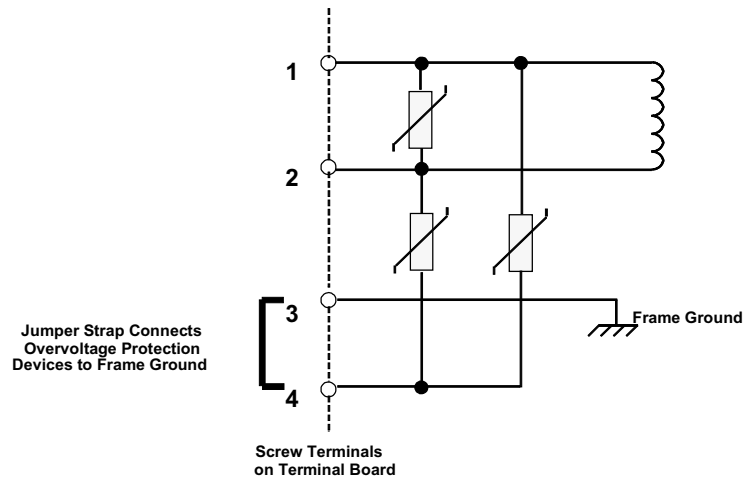 1
2
3
Frame Ground
Jumper Strap Connects
Overvoltage Protection
Devices to Frame Ground
4
Screw Terminals
on Terminal Board